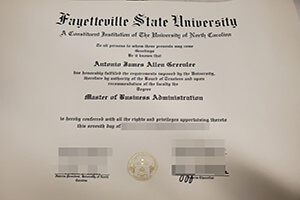 Fayetteville State University
A Constituent Institution of The University of North Carolina
To all persons to whom these presents may come
Greetings
Be it known that
Antonio James Allen Greenlee
has honorably fulfilled the requirements imposed by the University,
therefore by authority of the Board of Trustees and upon
recommendation of the faculty the
Degree
Master of Business Administration
is hereby conferred with all the rights and privileges appertaining thereto
this seventh day of